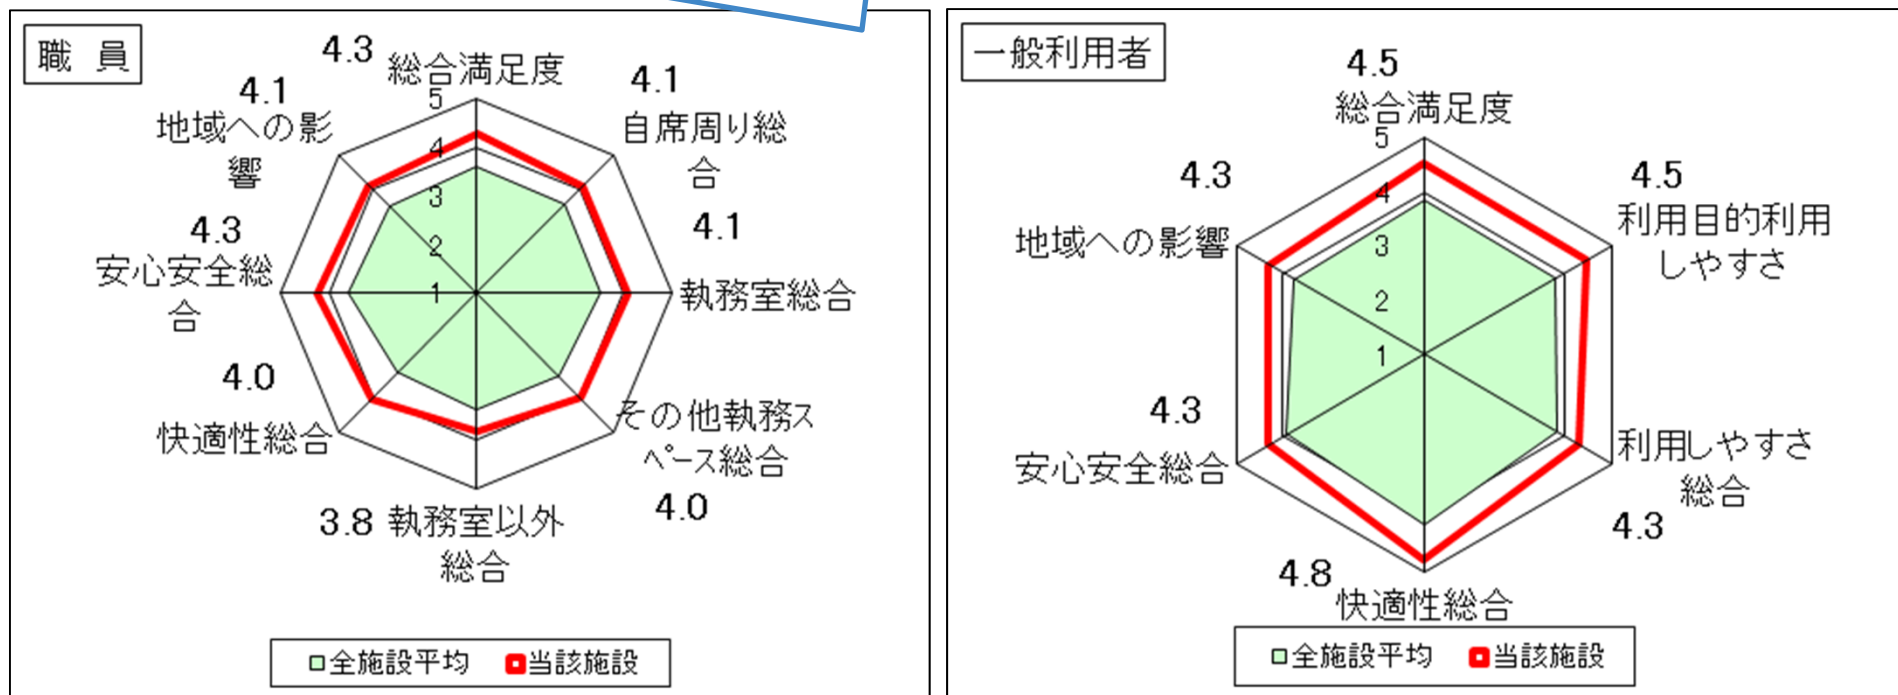 職 員
4.3
総合満足度
4.1
自席周り総
合
4.1
執務室総合
その他執務ス
ペース総合
4.0
3.8
執務室以外
総合
4.0
快適性総合
4.3
安心安全総
合
4.1
地域への影
響
5
4
3
2
1
全施設平均 当該施設
一般利用者
4.5
総合満足度
4.5
利用目的利用
しやすさ
利用しやすさ
総合
4.3
4.8
快適性総合
4.3
安心安全総合
4.3
地域への影響
5
4
3
2
1
全施設平均 当該施設